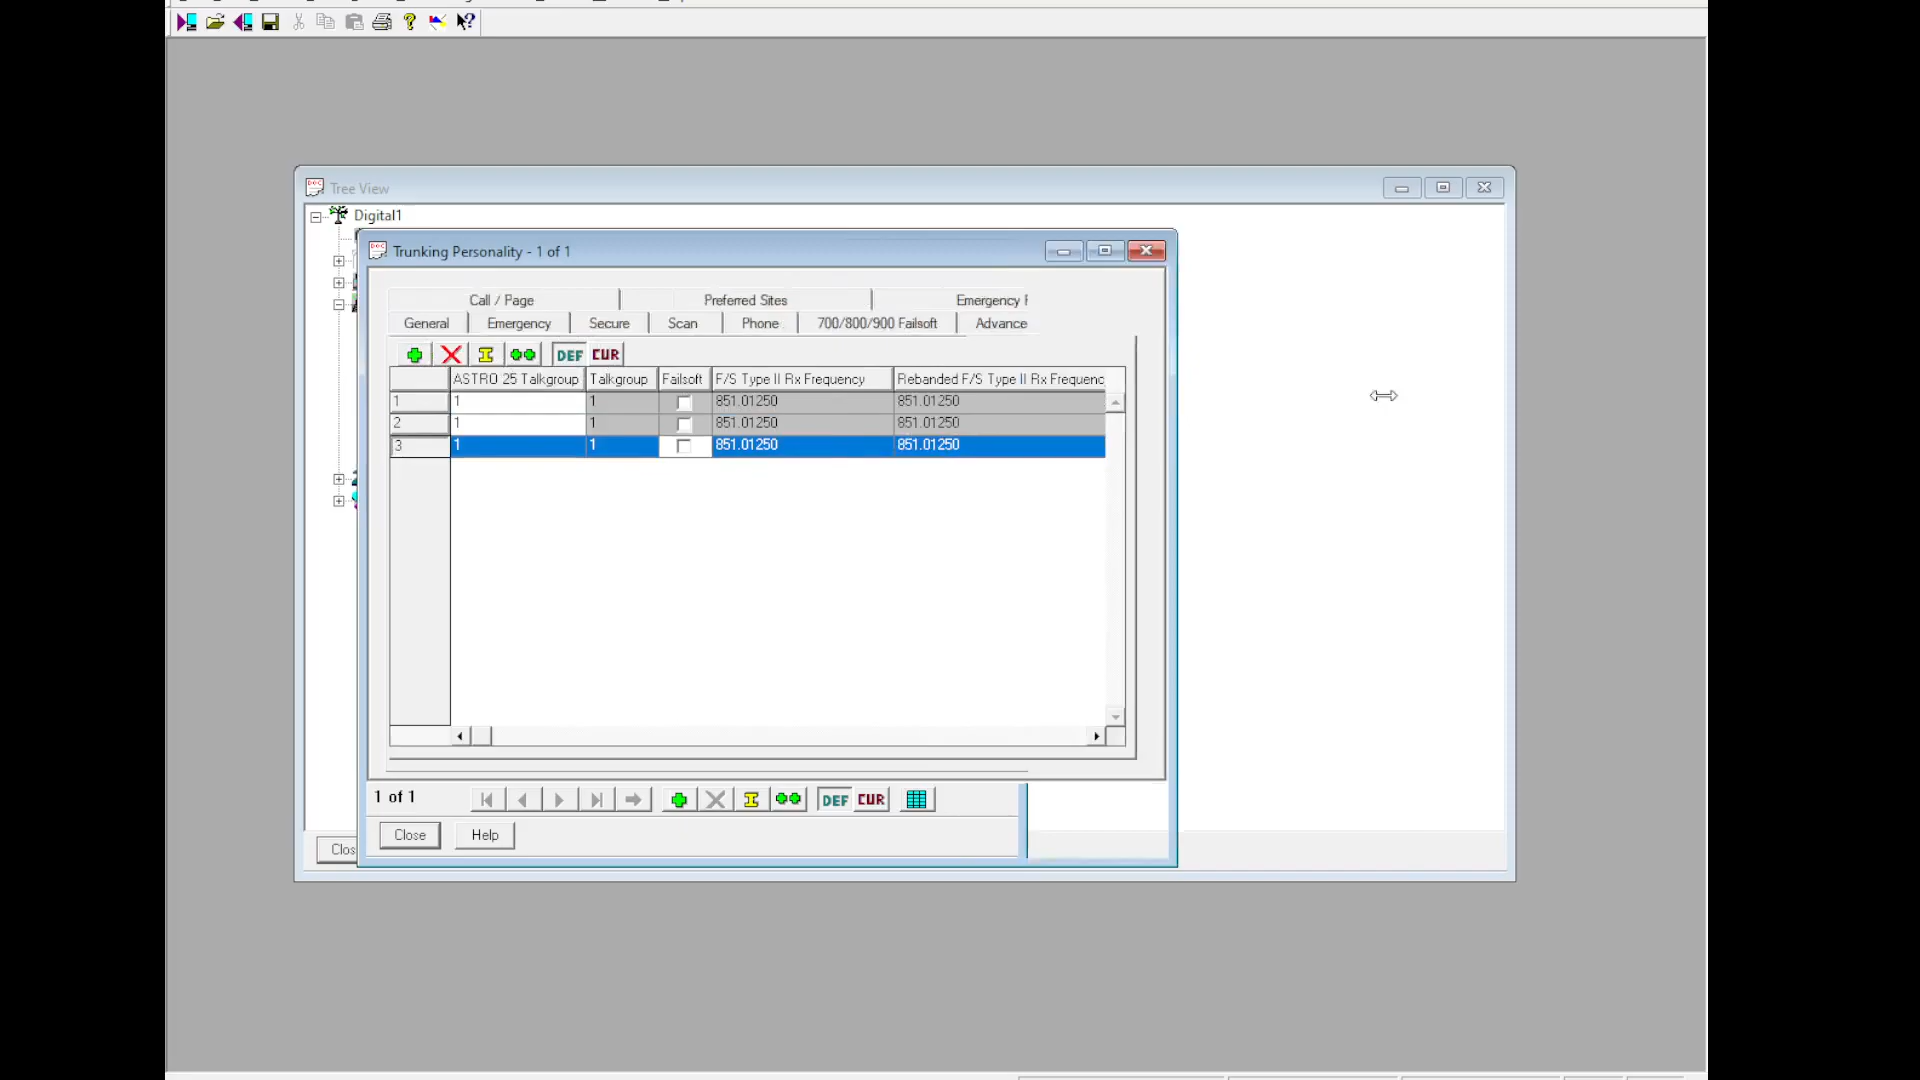 Tree View
Digital1
Trunking Personality - 1 of 1
Call / Page Preferred Sites Emergency
General Emergency Secure Scan Phone 700/800/900 Failsoft Advance
DEF CUR
ASTRO 25 Talkgroup Talkgroup Failsoft F/S Type II Rx Frequency Rebanded F/S Type II Rx Frequenc
1 1 1 851.01250 851.01250
2 1 1 851.01250 851.01250
3 1 1 851.01250 851.01250
1 of 1 DEF CUR
Close Help
Clos